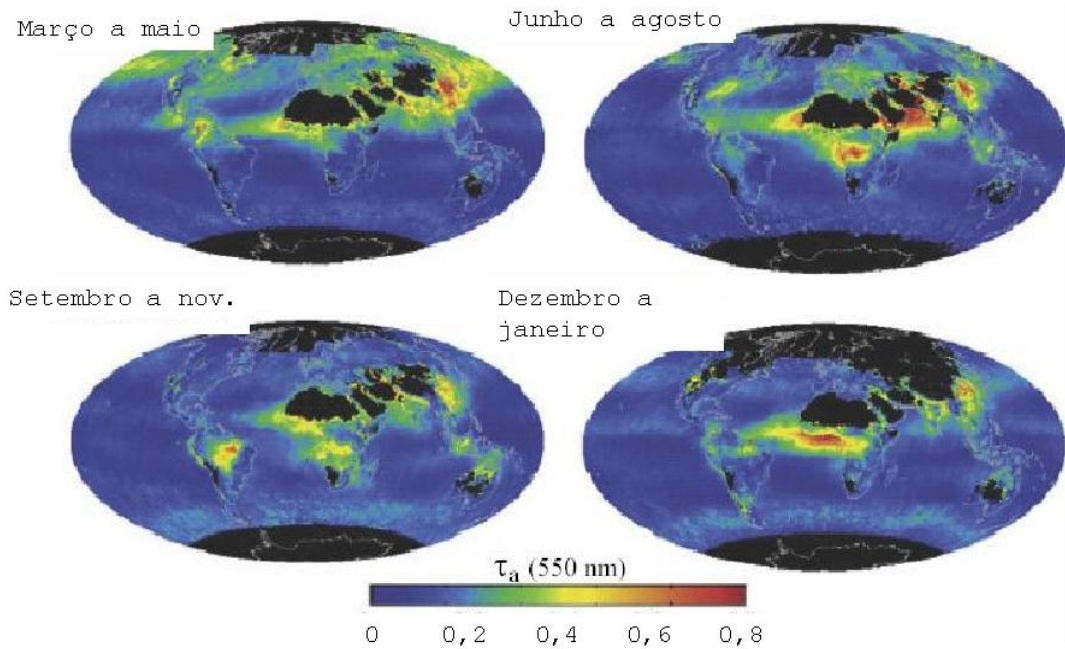 Março a maio
Junho a agosto
Setembro a nov.
Dezembro a
janeiro
τa (550 nm)
0 0,2 0,4 0,6 0,8